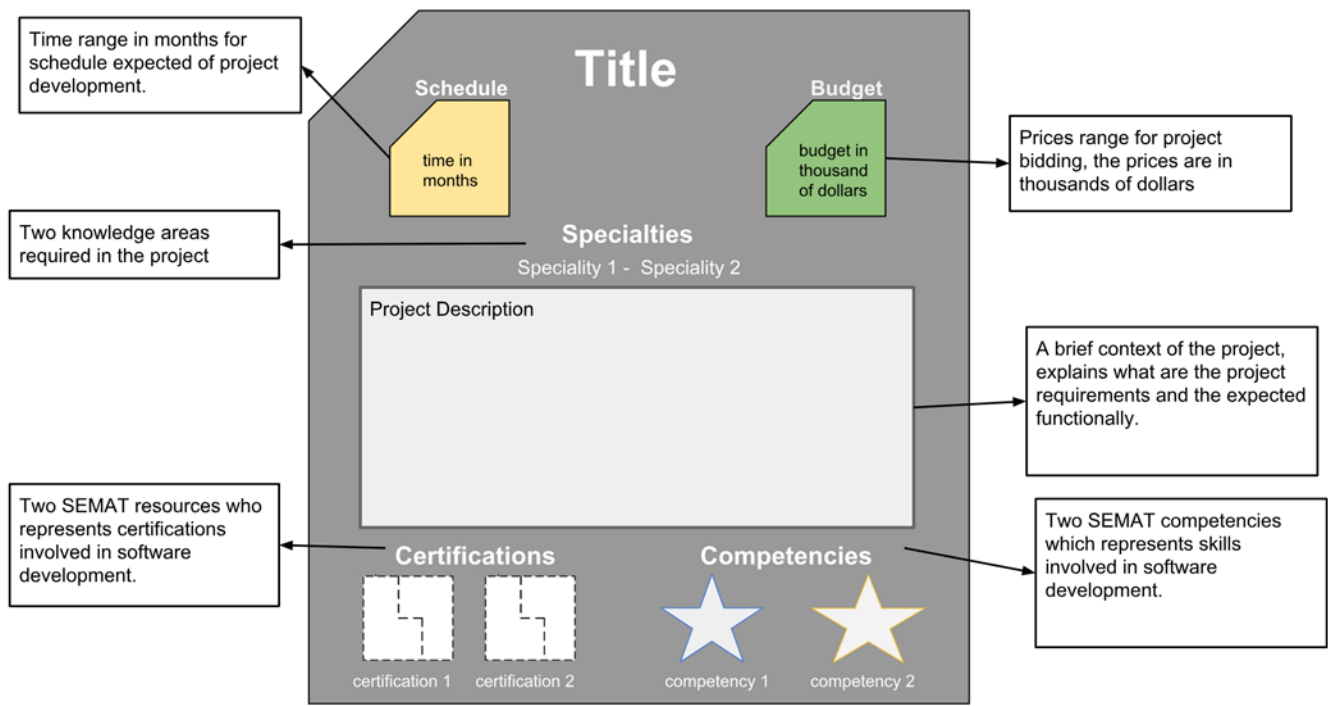 Time range in months for
schedule expected of project
development.
Title
Schedule
Budget
time in
months
budget in
thousand
of dollars
Prices range for project
bidding, the prices are in
thousands of dollars
Two knowledge areas
required in the project
Specialties
Speciality 1 - Speciality 2
Project Description
A brief context of the project,
explains what are the project
requirements and the expected
functionally.
Two SEMAT resources who
represents certifications
involved in software
development.
Certifications
Competencies
Two SEMAT competencies
which represents skills
involved in software
development.
certification 1
certification 2
competency 1
competency 2